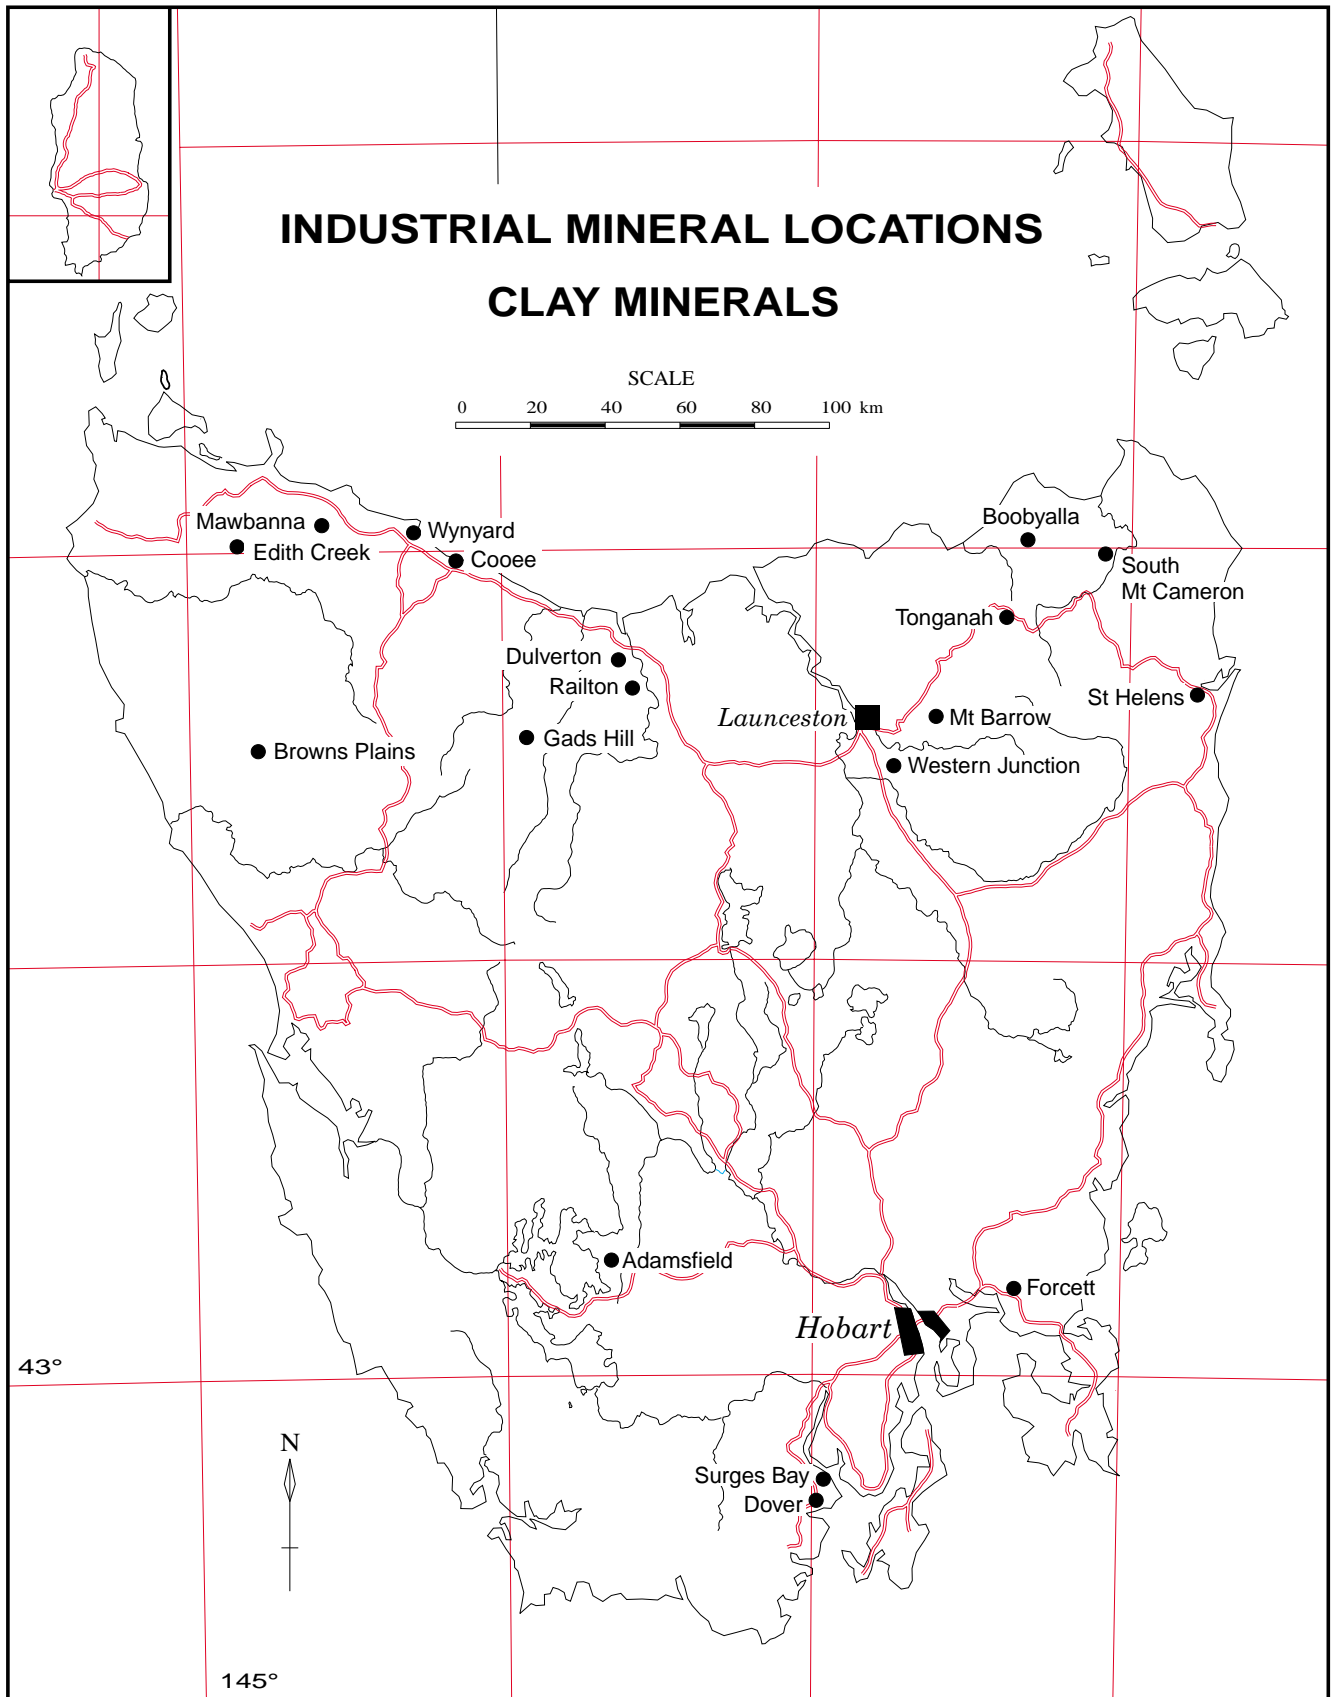 INDUSTRIAL MINERAL LOCATIONS
CLAY MINERALS
SCALE
0 20 40 60 80 100 km
Boobyalla
Mawbanna
Wynyard
Edith Creek
Cooee
South
Mt Cameron
Tonganah
Dulverton
Railton
St Helens
Launceston
Mt Barrow
Gads Hill
Browns Plains
Western Junction
Adamsfield
Forcett
Hobart
43°
N
Surges Bay
Dover
145°